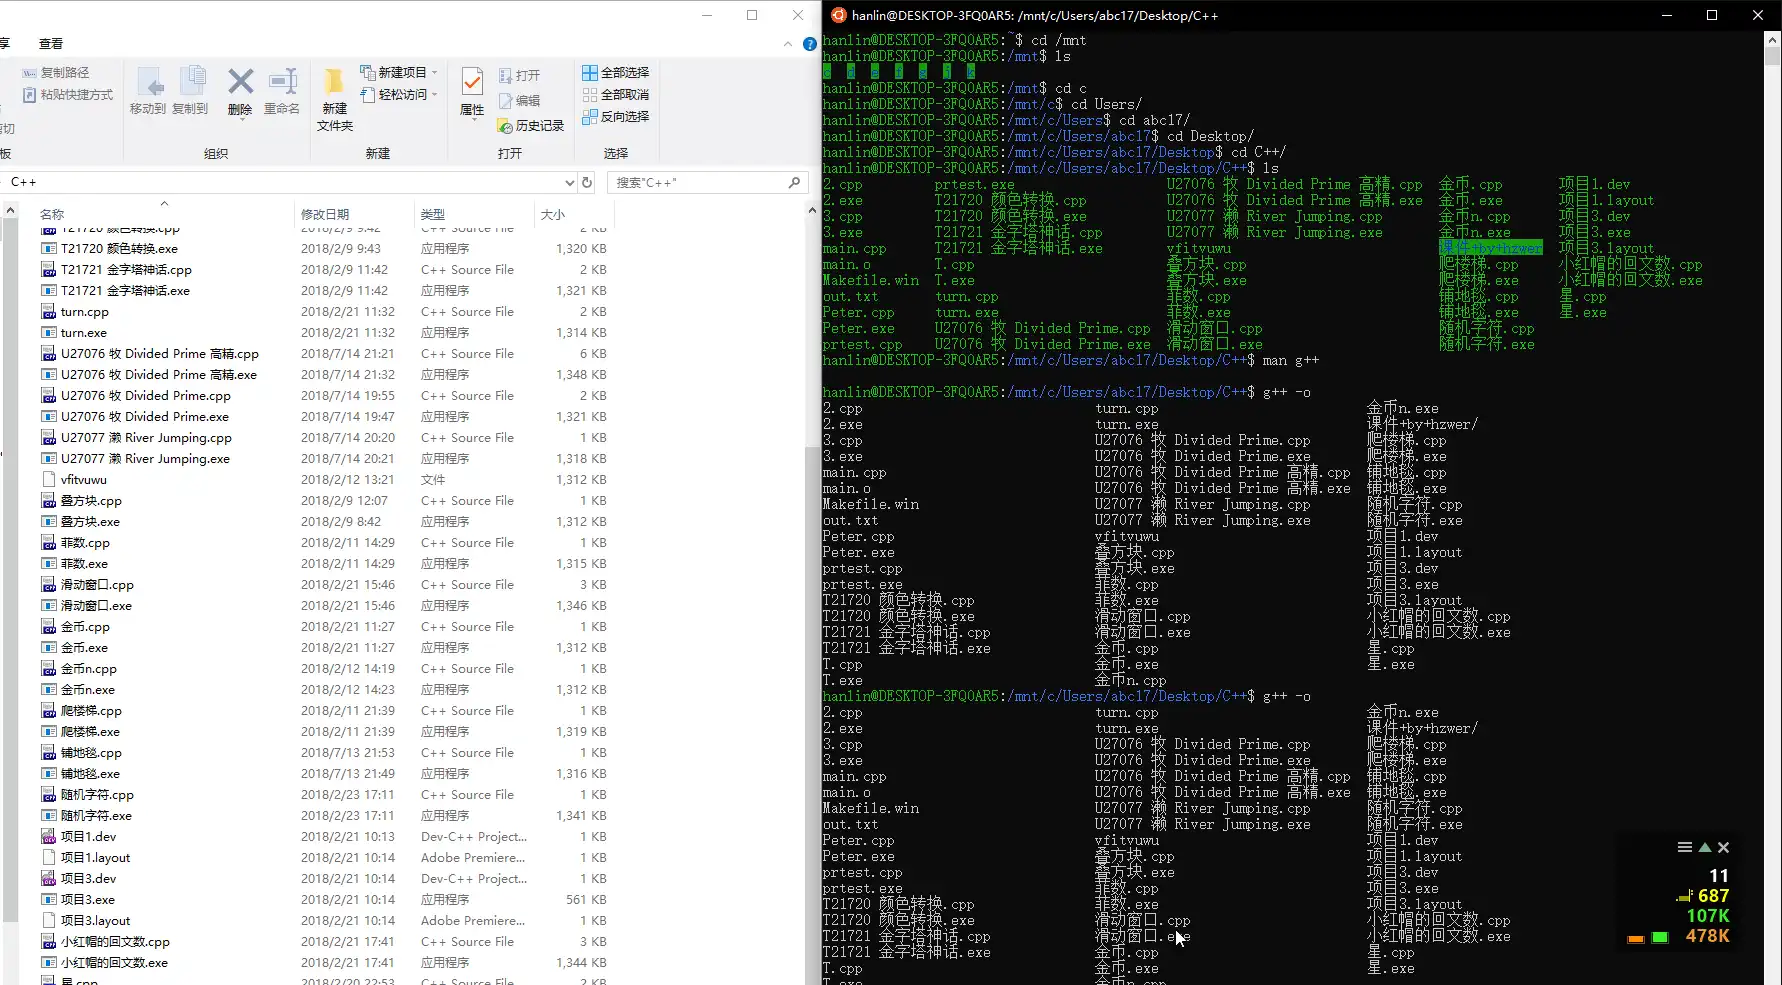 享 查看
复制路径
粘贴快捷方式
剪切
板
移动到 复制到 删除 重命名
组织
新建
文件夹
新建项目
轻松访问
新建
属性
打开
编辑
历史记录
打开
全部选择
全部取消
反向选择
选择
C++
搜索"C++"
名称 修改日期 类型 大小
T21720 颜色转换.cpp 2018/2/9 9:42 C++ Source File 2 KB
T21720 颜色转换.exe 2018/2/9 9:43 应用程序 1,320 KB
T21721 金字塔神话.cpp 2018/2/9 11:42 C++ Source File 2 KB
T21721 金字塔神话.exe 2018/2/9 11:42 应用程序 1,321 KB
turn.cpp 2018/2/21 11:32 C++ Source File 2 KB
turn.exe 2018/2/21 11:32 应用程序 1,314 KB
U27076 牧 Divided Prime 高精.cpp 2018/7/14 21:21 C++ Source File 6 KB
U27076 牧 Divided Prime 高精.exe 2018/7/14 21:32 应用程序 1,348 KB
U27076 牧 Divided Prime.cpp 2018/7/14 19:55 C++ Source File 2 KB
U27076 牧 Divided Prime.exe 2018/7/14 19:47 应用程序 1,321 KB
U27077 濑 River Jumping.cpp 2018/7/14 20:20 C++ Source File 1 KB
U27077 濑 River Jumping.exe 2018/7/14 20:21 应用程序 1,318 KB
vfitvuwu 2018/2/12 13:21 文件 1,312 KB
叠方块.cpp 2018/2/9 12:07 C++ Source File 1 KB
叠方块.exe 2018/2/9 8:42 应用程序 1,312 KB
菲数.cpp 2018/2/11 14:29 C++ Source File 1 KB
菲数.exe 2018/2/11 14:29 应用程序 1,315 KB
滑动窗口.cpp 2018/2/21 15:46 C++ Source File 3 KB
滑动窗口.exe 2018/2/21 15:46 应用程序 1,346 KB
金币.cpp 2018/2/21 11:27 C++ Source File 1 KB
金币.exe 2018/2/21 11:27 应用程序 1,312 KB
金币n.cpp 2018/2/12 14:19 C++ Source File 1 KB
金币n.exe 2018/2/12 14:23 应用程序 1,312 KB
爬楼梯.cpp 2018/2/11 21:39 C++ Source File 1 KB
爬楼梯.exe 2018/2/11 21:39 应用程序 1,319 KB
铺地毯.cpp 2018/7/13 21:53 C++ Source File 1 KB
铺地毯.exe 2018/7/13 21:49 应用程序 1,316 KB
随机字符.cpp 2018/2/23 17:11 C++ Source File 1 KB
随机字符.exe 2018/2/23 17:11 应用程序 1,341 KB
项目1.dev 2018/2/21 10:13 Dev-C++ Project... 1 KB
项目1.layout 2018/2/21 10:14 Adobe Premiere... 1 KB
项目3.dev 2018/2/21 10:14 Dev-C++ Project... 1 KB
项目3.exe 2018/2/21 10:14 应用程序 561 KB
项目3.layout 2018/2/21 10:14 Adobe Premiere... 1 KB
小红帽的回文数.cpp 2018/2/21 17:41 C++ Source File 3 KB
小红帽的回文数.exe 2018/2/21 17:41 应用程序 1,344 KB
星.cpp 2018/2/20 22:53 C++ Source File 2 KB
hanlin@DESKTOP-3FQ0AR5: /mnt/c/Users/abc17/Desktop/C++
hanlin@DESKTOP-3FQ0AR5:~$ cd /mnt
hanlin@DESKTOP-3FQ0AR5:/mnt$ ls
c d e f g j k
hanlin@DESKTOP-3FQ0AR5:/mnt$ cd c
hanlin@DESKTOP-3FQ0AR5:/mnt/c$ cd Users/
hanlin@DESKTOP-3FQ0AR5:/mnt/c/Users$ cd abc17/
hanlin@DESKTOP-3FQ0AR5:/mnt/c/Users/abc17$ cd Desktop/
hanlin@DESKTOP-3FQ0AR5:/mnt/c/Users/abc17/Desktop$ cd C++/
hanlin@DESKTOP-3FQ0AR5:/mnt/c/Users/abc17/Desktop/C++$ ls
2.cpp prtest.exe U27076 牧 Divided Prime 高精.cpp 金币.cpp 项目1.dev
2.exe T21720 颜色转换.cpp U27076 牧 Divided Prime 高精.exe 金币.exe 项目1.layout
3.cpp T21720 颜色转换.exe U27077 濑 River Jumping.cpp 金币n.cpp 项目3.dev
3.exe T21721 金字塔神话.cpp U27077 濑 River Jumping.exe 金币n.exe 项目3.exe
main.cpp T21721 金字塔神话.exe vfitvuwu 课件+by+hzwer 项目3.layout
main.o T.cpp 叠方块.cpp 爬楼梯.cpp 小红帽的回文数.cpp
Makefile.win T.exe 叠方块.exe 爬楼梯.exe 小红帽的回文数.exe
out.txt turn.cpp 菲数.cpp 铺地毯.cpp 星.cpp
Peter.cpp turn.exe 菲数.exe 铺地毯.exe 星.exe
Peter.exe U27076 牧 Divided Prime.cpp 滑动窗口.cpp 随机字符.cpp
prtest.cpp U27076 牧 Divided Prime.exe 滑动窗口.exe 随机字符.exe
hanlin@DESKTOP-3FQ0AR5:/mnt/c/Users/abc17/Desktop/C++$ man g++
hanlin@DESKTOP-3FQ0AR5:/mnt/c/Users/abc17/Desktop/C++$ g++ -o
2.cpp turn.cpp 金币n.exe
2.exe turn.exe 课件+by+hzwer/
3.cpp U27076 牧 Divided Prime.cpp 爬楼梯.cpp
3.exe U27076 牧 Divided Prime.exe 爬楼梯.exe
main.cpp U27076 牧 Divided Prime 高精.cpp 铺地毯.cpp
main.o U27076 牧 Divided Prime 高精.exe 铺地毯.exe
Makefile.win U27077 濑 River Jumping.cpp 随机字符.cpp
out.txt U27077 濑 River Jumping.exe 随机字符.exe
Peter.cpp vfitvuwu 项目1.dev
Peter.exe 叠方块.cpp 项目1.layout
prtest.cpp 叠方块.exe 项目3.dev
prtest.exe 菲数.cpp 项目3.exe
T21720 颜色转换.cpp 菲数.exe 项目3.layout
T21720 颜色转换.exe 滑动窗口.cpp 小红帽的回文数.cpp
T21721 金字塔神话.cpp 滑动窗口.exe 小红帽的回文数.exe
T21721 金字塔神话.exe 金币.cpp 星.cpp
T.cpp 金币.exe 星.exe
T.exe 金币n.cpp
hanlin@DESKTOP-3FQ0AR5:/mnt/c/Users/abc17/Desktop/C++$ g++ -o
2.cpp turn.cpp 金币n.exe
2.exe turn.exe 课件+by+hzwer/
3.cpp U27076 牧 Divided Prime.cpp 爬楼梯.cpp
3.exe U27076 牧 Divided Prime.exe 爬楼梯.exe
main.cpp U27076 牧 Divided Prime 高精.cpp 铺地毯.cpp
main.o U27076 牧 Divided Prime 高精.exe 铺地毯.exe
Makefile.win U27077 濑 River Jumping.cpp 随机字符.cpp
out.txt U27077 濑 River Jumping.exe 随机字符.exe
Peter.cpp vfitvuwu 项目1.dev
Peter.exe 叠方块.cpp 项目1.layout
prtest.cpp 叠方块.exe 项目3.dev
prtest.exe 菲数.cpp 项目3.exe
T21720 颜色转换.cpp 菲数.exe 项目3.layout
T21720 颜色转换.exe 滑动窗口.cpp 小红帽的回文数.cpp
T21721 金字塔神话.cpp 滑动窗口.exe 小红帽的回文数.exe
T21721 金字塔神话.exe 金币.cpp 星.cpp
T.cpp 金币.exe 星.exe
T.exe 金币n.cpp
11
687
107K
478K